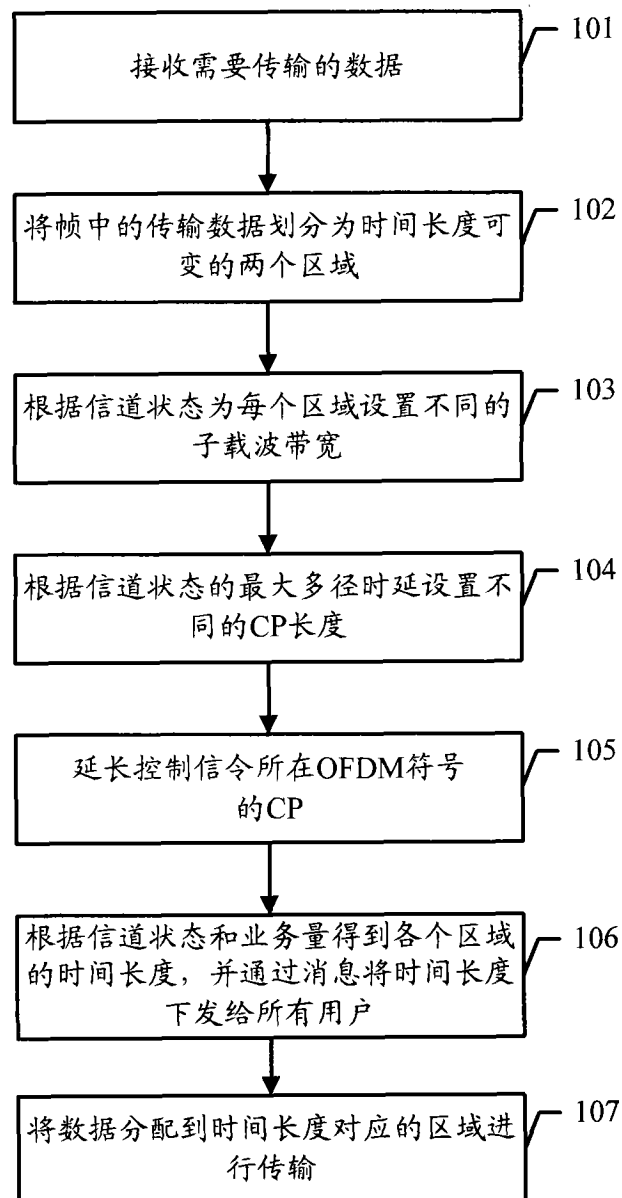 101
接收需要传输的数据
102
将帧中的传输数据划分为时间长度可
变的两个区域
103
根据信道状态为每个区域设置不同的
子载波带宽
104
根据信道状态的最大多径时延设置不
同的CP长度
105
延长控制信令所在OFDM符号
的CP
106
根据信道状态和业务量得到各个区域
的时间长度，并通过消息将时间长度
下发给所有用户
107
将数据分配到时间长度对应的区域进
行传输